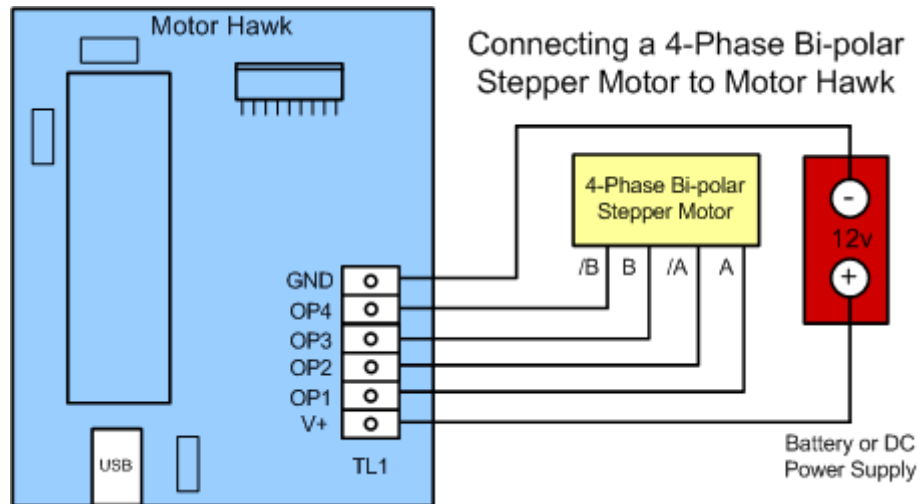 Motor Hawk
Connecting a 4-Phase Bi-polar
Stepper Motor to Motor Hawk
4-Phase Bi-polar
Stepper Motor
-
12v
+
/B
B
/A
A
GND
OP4
OP3
OP2
OP1
V+
TL1
USB
Battery or DC
Power Supply